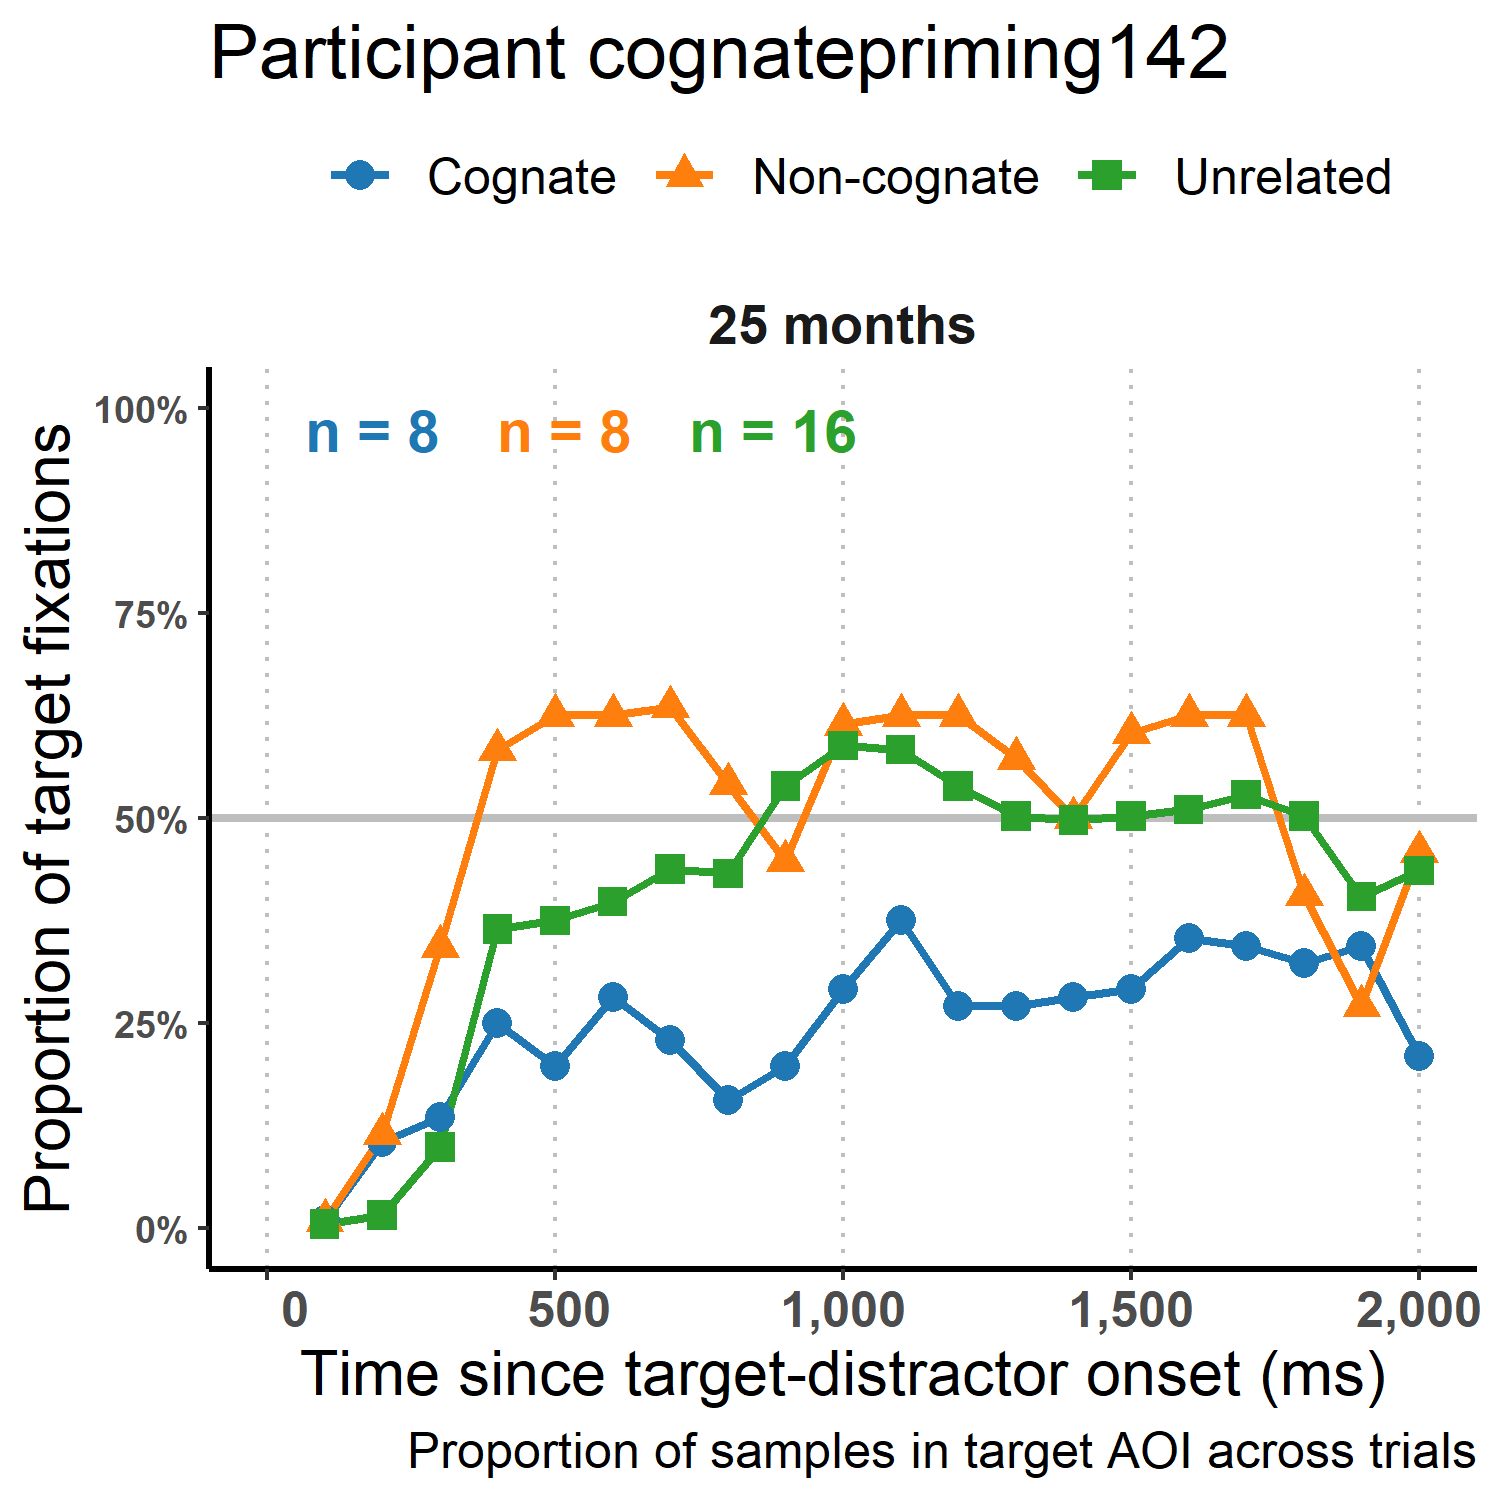 Participant cognatepriming142
Cognate Non-cognate Unrelated
25 months
n = 8 n = 8 n = 16
Proportion of target fixations
100%
75%
50%
25%
0%
0 500 1,000 1,500 2,000
Time since target-distractor onset (ms)
Proportion of samples in target AOI across trials